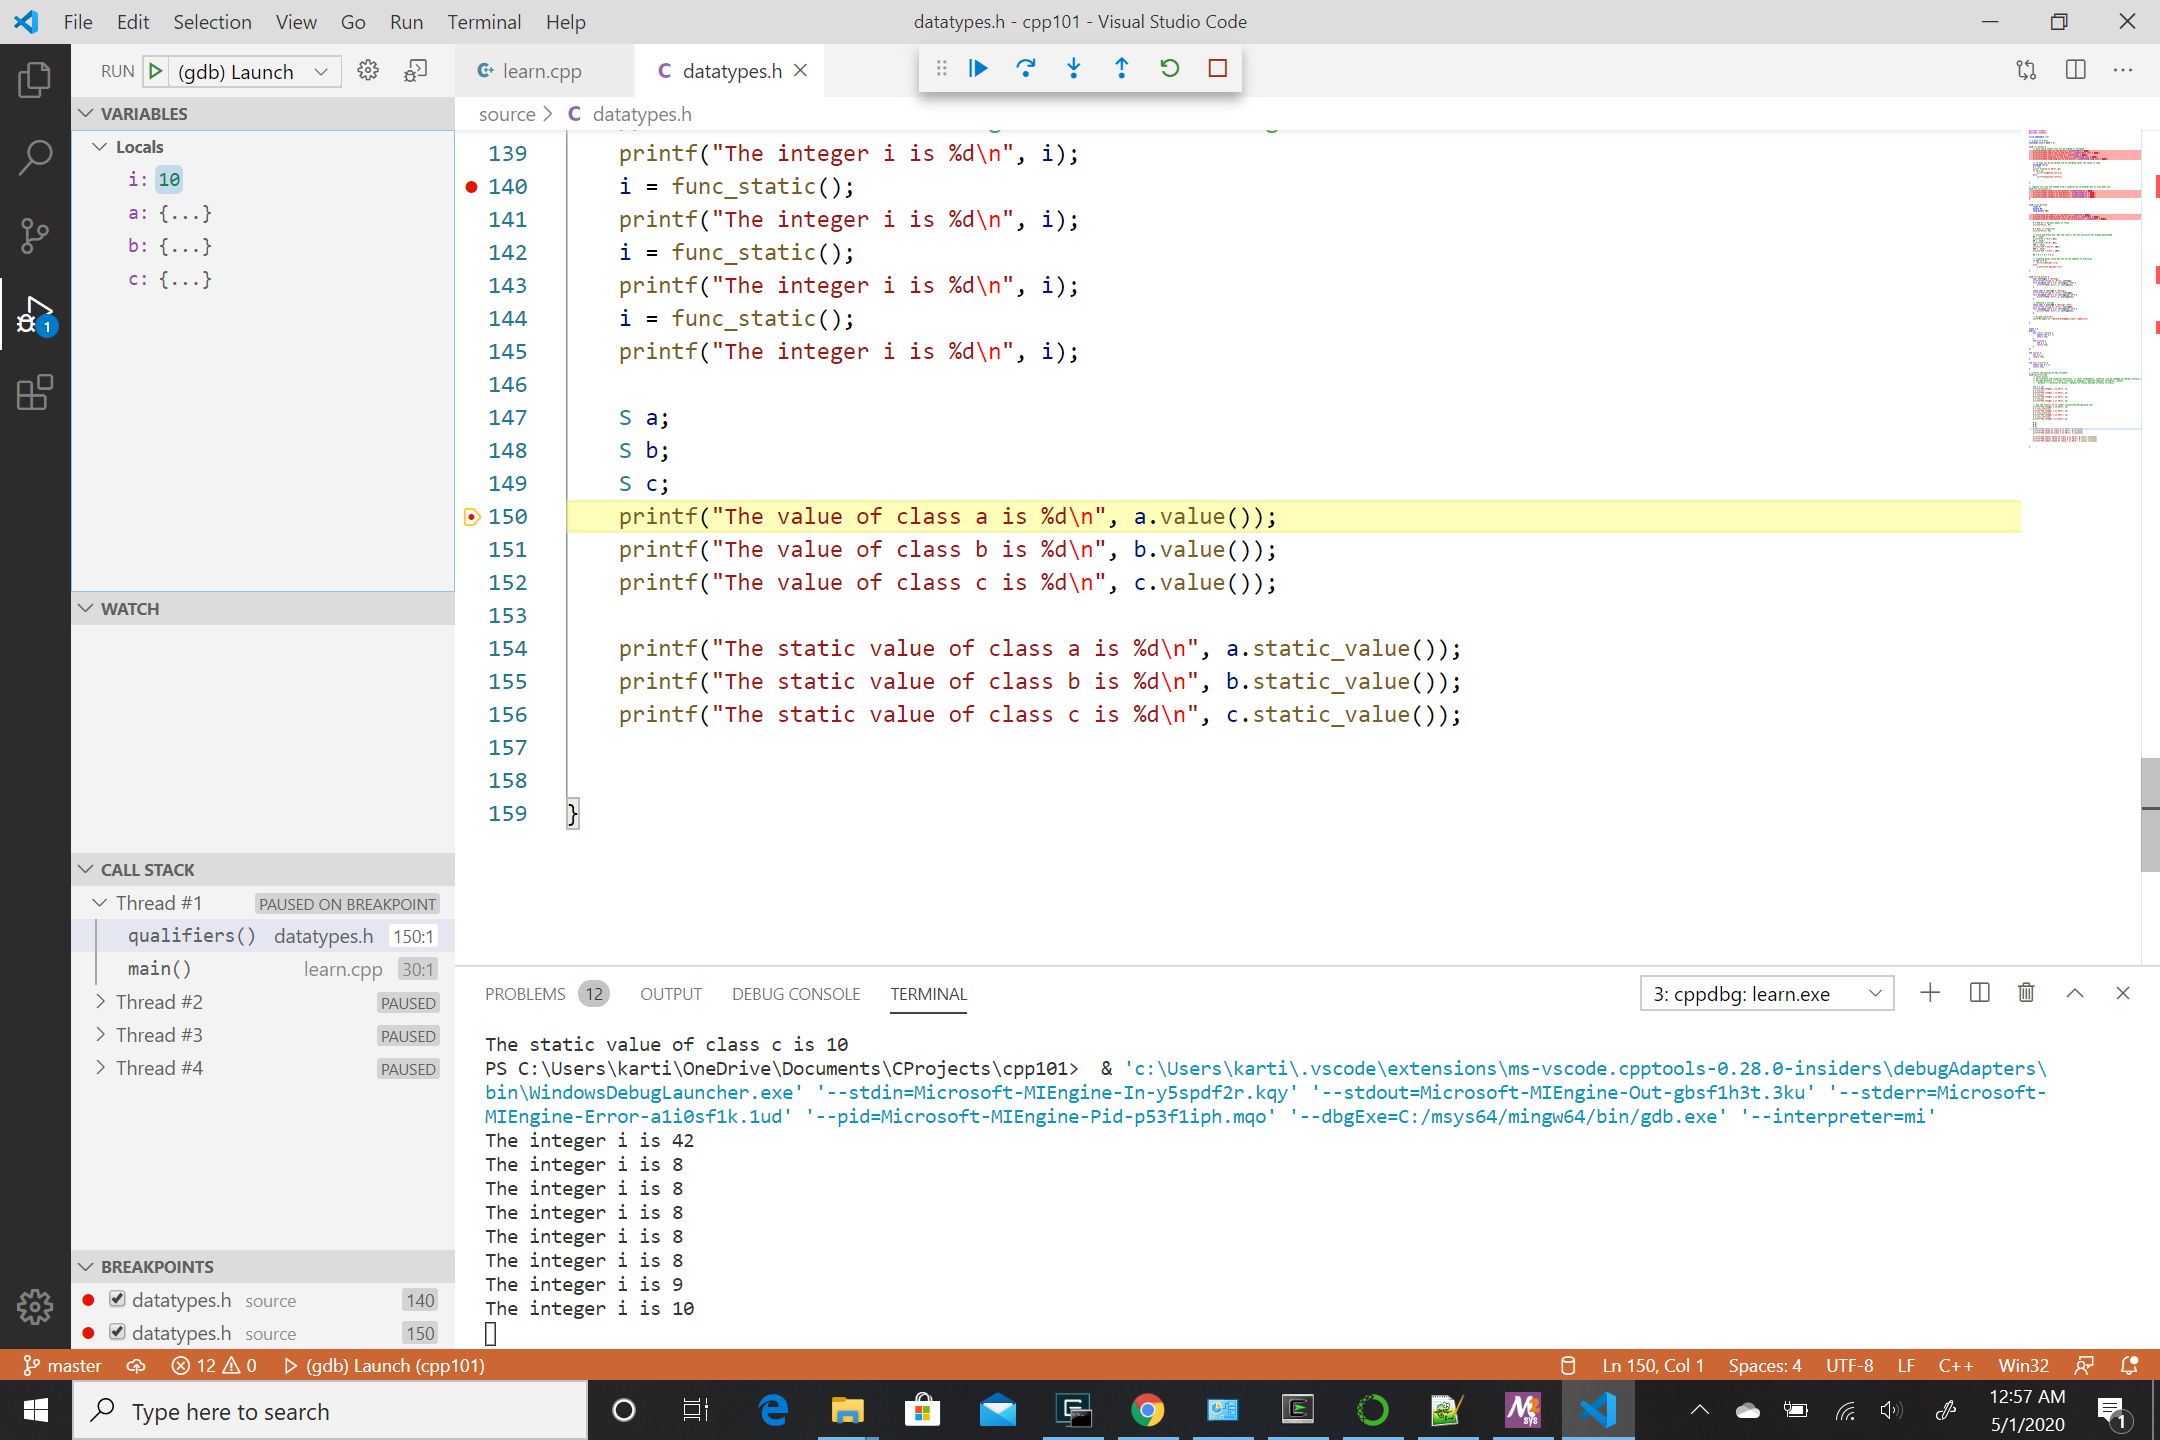 File Edit Selection View Go Run Terminal Help
datatypes.h - cpp101 - Visual Studio Code
RUN (gdb) Launch
learn.cpp
datatypes.h
VARIABLES
source > datatypes.h
Locals
i: 10
a: {...}
b: {...}
c: {...}
139 printf("The integer i is %d\n", i);
140 i = func_static();
141 printf("The integer i is %d\n", i);
142 i = func_static();
143 printf("The integer i is %d\n", i);
144 i = func_static();
145 printf("The integer i is %d\n", i);
146
147 S a;
148 S b;
149 S c;
150 printf("The value of class a is %d\n", a.value());
151 printf("The value of class b is %d\n", b.value());
152 printf("The value of class c is %d\n", c.value());
153
154 printf("The static value of class a is %d\n", a.static_value());
155 printf("The static value of class b is %d\n", b.static_value());
156 printf("The static value of class c is %d\n", c.static_value());
157
158
159 }
WATCH
CALL STACK
Thread #1 PAUSED ON BREAKPOINT
qualifiers() datatypes.h 150:1
main() learn.cpp 30:1
Thread #2 PAUSED
Thread #3 PAUSED
Thread #4 PAUSED
BREAKPOINTS
datatypes.h source 140
datatypes.h source 150
1
PROBLEMS 12 OUTPUT DEBUG CONSOLE TERMINAL
3: cppdbg: learn.exe
The static value of class c is 10
PS C:\Users\karti\OneDrive\Documents\CProjects\cpp101> & 'c:\Users\karti\.vscode\extensions\ms-vscode.cpptools-0.28.0-insiders\debugAdapters\
bin\WindowsDebugLauncher.exe' '--stdin=Microsoft-MIEngine-In-y5spdf2r.kqy' '--stdout=Microsoft-MIEngine-Out-gbsf1h3t.3ku' '--stderr=Microsoft-
MIEngine-Error-a1i0sf1k.1ud' '--pid=Microsoft-MIEngine-Pid-p53f1iph.mqo' '--dbgExe=C:/msys64/mingw64/bin/gdb.exe' '--interpreter=mi'
The integer i is 42
The integer i is 8
The integer i is 8
The integer i is 8
The integer i is 8
The integer i is 8
The integer i is 9
The integer i is 10
master 12 0 (gdb) Launch (cpp101)
Ln 150, Col 1 Spaces: 4 UTF-8 LF C++ Win32
Type here to search
12:57 AM
5/1/2020
1